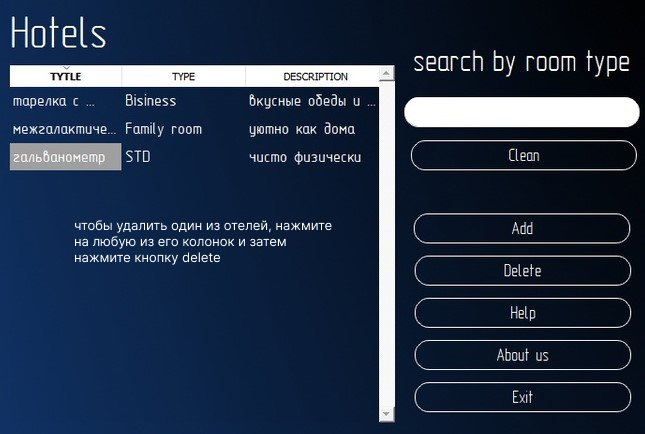 Hotels
search by room type
TYTLE TYPE DESCRIPTION
тарелка с ... Bisiness вкусные обеды и ...
межгалактиче... Family room уютно как дома
гальванометр STD чисто физически
Clean
чтобы удалить один из отелей, нажмите
на любую из его колонок и затем
нажмите кнопку delete
Add
Delete
Help
About us
Exit